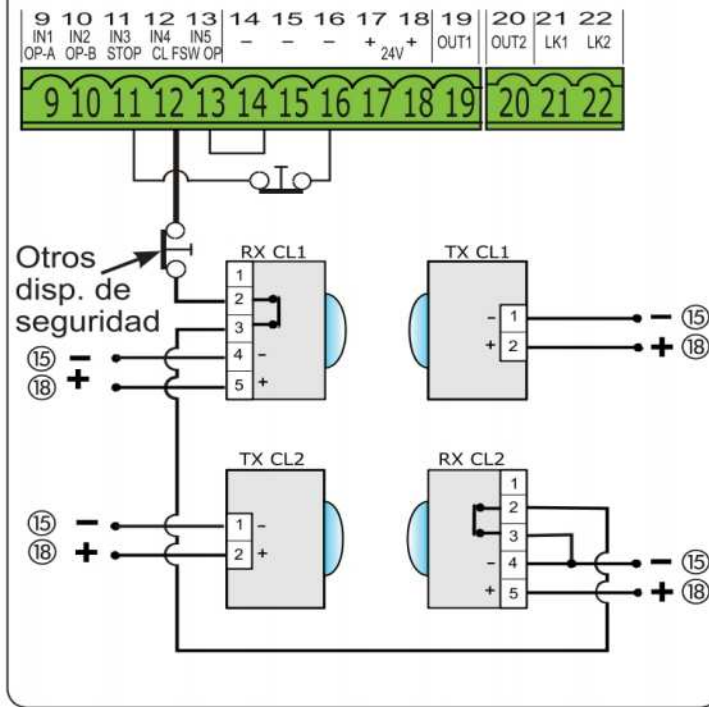 9 10 11 12 13 14 15 16 17 18 19 20 21 22
IN1 IN2 IN3 IN4 IN5 - - - + + OUT1 OUT2 LK1 LK2
OP-A OP-B STOP CL FSW OP 24V
9 10 11 12 13 14 15 16 17 18 19 20 21 22
Otros
disp. de
seguridad
RX CL1
1
2
3
4 -
5 +
⑮ -
⑱ +
TX CL1
- 1
+ 2
- ⑮
+ ⑱
TX CL2
1 -
2 +
⑮ -
⑱ +
RX CL2
1
2
3
- 4
+ 5
- ⑮
+ ⑱